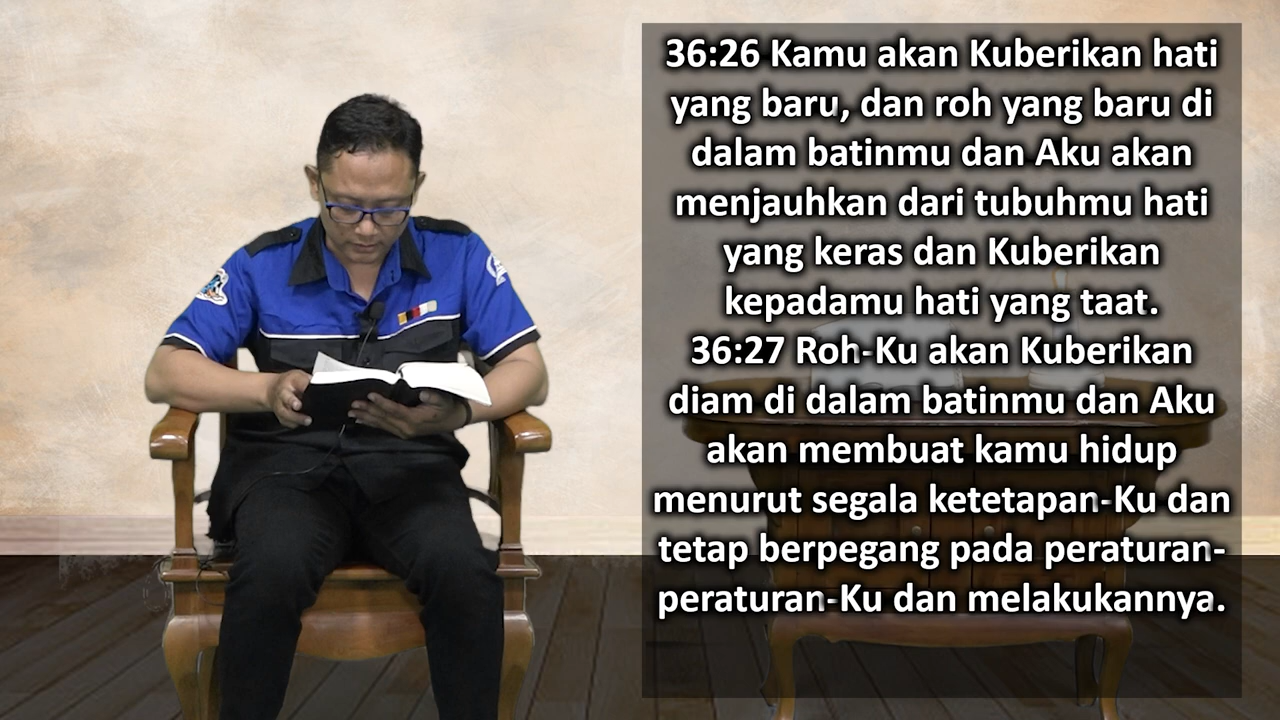 36:26 Kamu akan Kuberikan hati
yang baru, dan roh yang baru di
dalam batinmu dan Aku akan
menjauhkan dari tubuhmu hati
yang keras dan Kuberikan
kepadamu hati yang taat.
36:27 Roh-Ku akan Kuberikan
diam di dalam batinmu dan Aku
akan membuat kamu hidup
menurut segala ketetapan-Ku dan
tetap berpegang pada peraturan-
peraturan-Ku dan melakukannya.